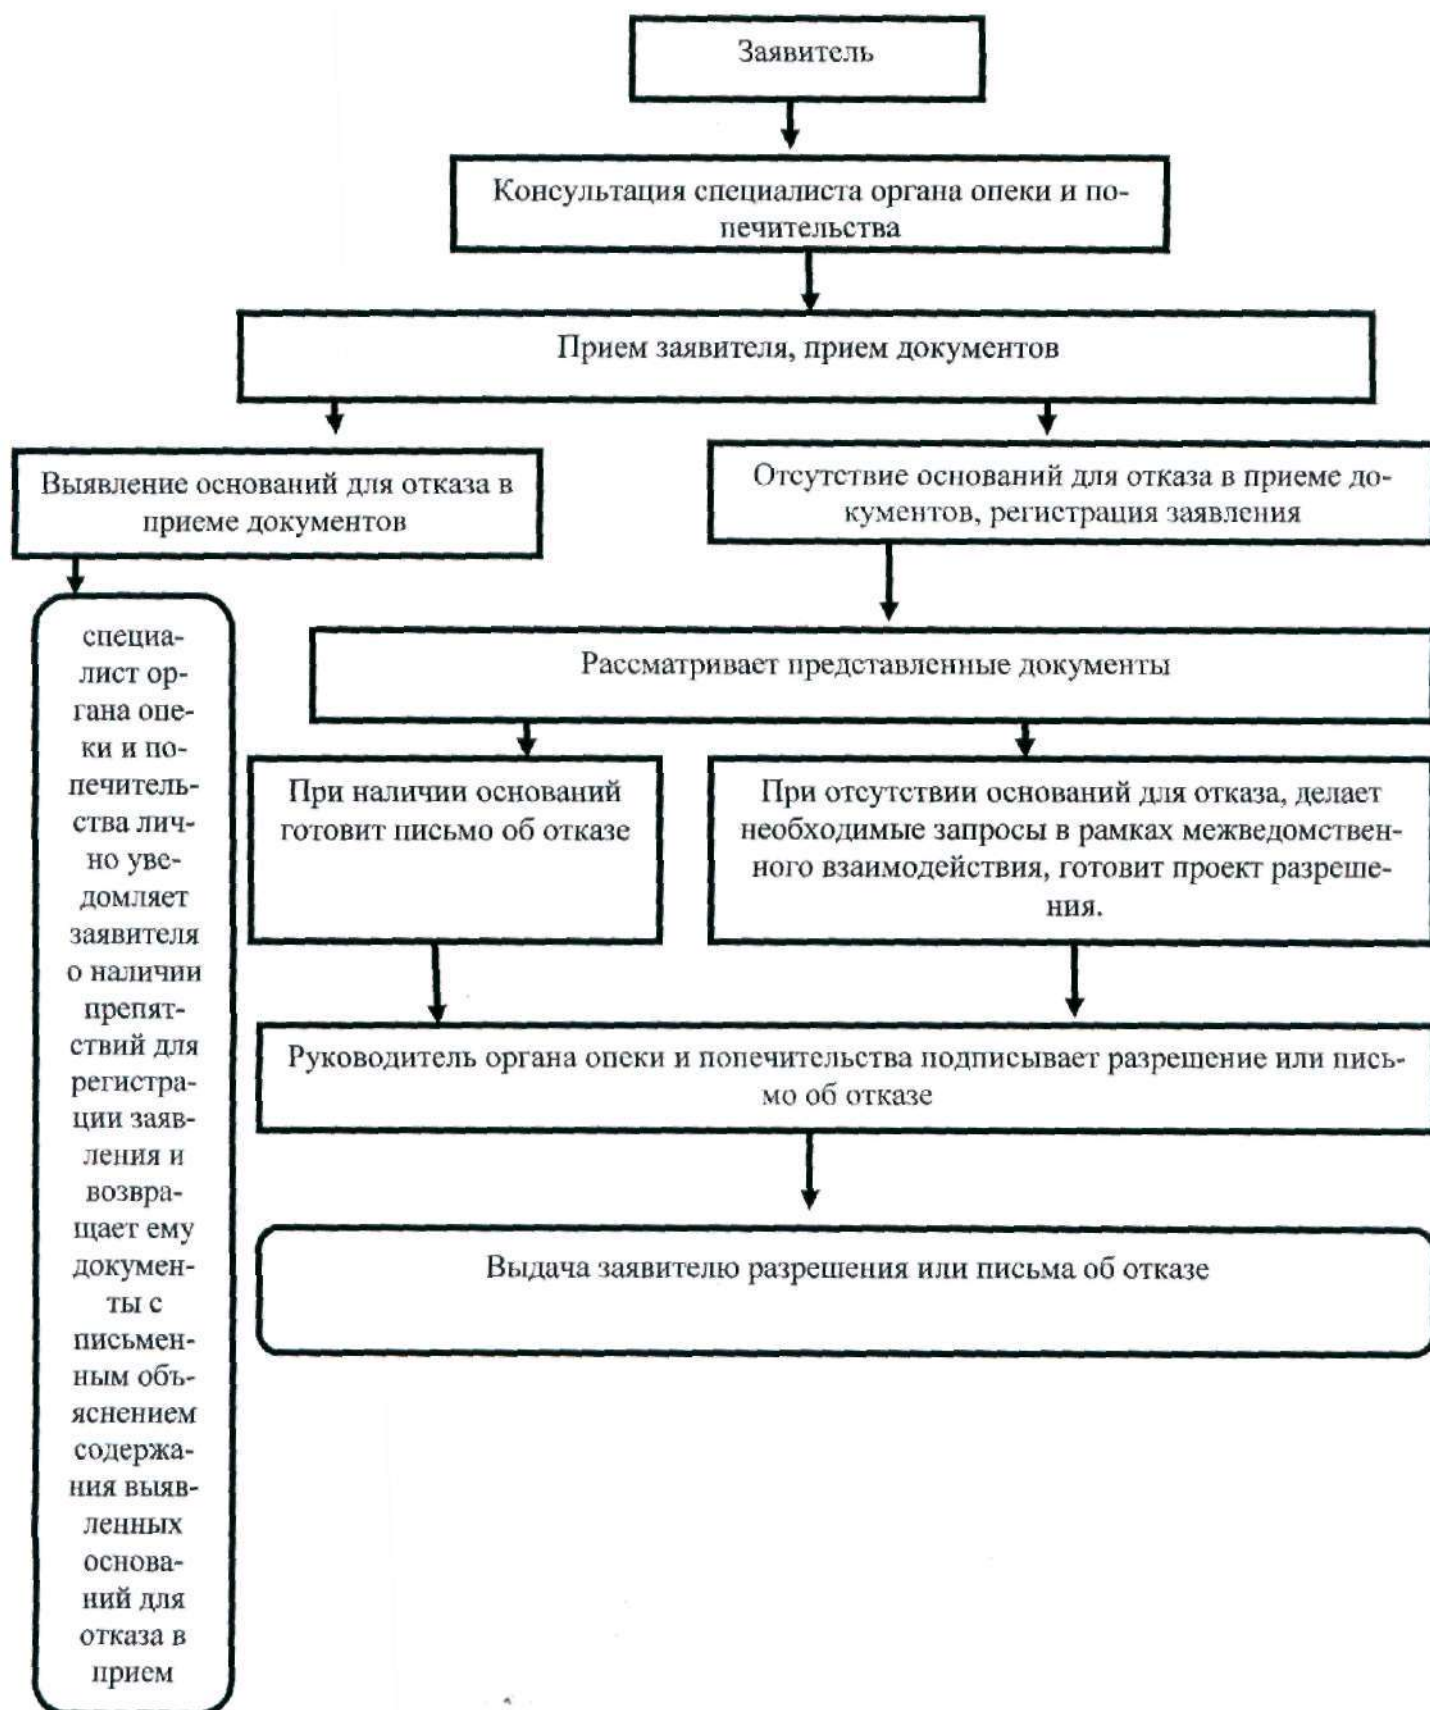 Заявитель
Консультация специалиста органа опеки и по-
печительства
Прием заявителя, прием документов
Выявление оснований для отказа в
приеме документов
Отсутствие оснований для отказа в приеме до-
кументов, регистрация заявления
специа-
лист ор-
гана опе-
ки и по-
печитель-
ства лич-
но уве-
домляет
заявителя
о наличии
препят-
ствий для
регистра-
ции заяв-
ления и
возвра-
щает ему
докумен-
ты с
письмен-
ным объ-
яснением
содержа-
ния выяв-
ленных
основа-
ний для
отказа в
прием
Рассматривает представленные документы
При наличии оснований
готовит письмо об отказе
При отсутствии оснований для отказа, делает
необходимые запросы в рамках межведомствен-
ного взаимодействия, готовит проект разреше-
ния.
Руководитель органа опеки и попечительства подписывает разрешение или пись-
мо об отказе
Выдача заявителю разрешения или письма об отказе